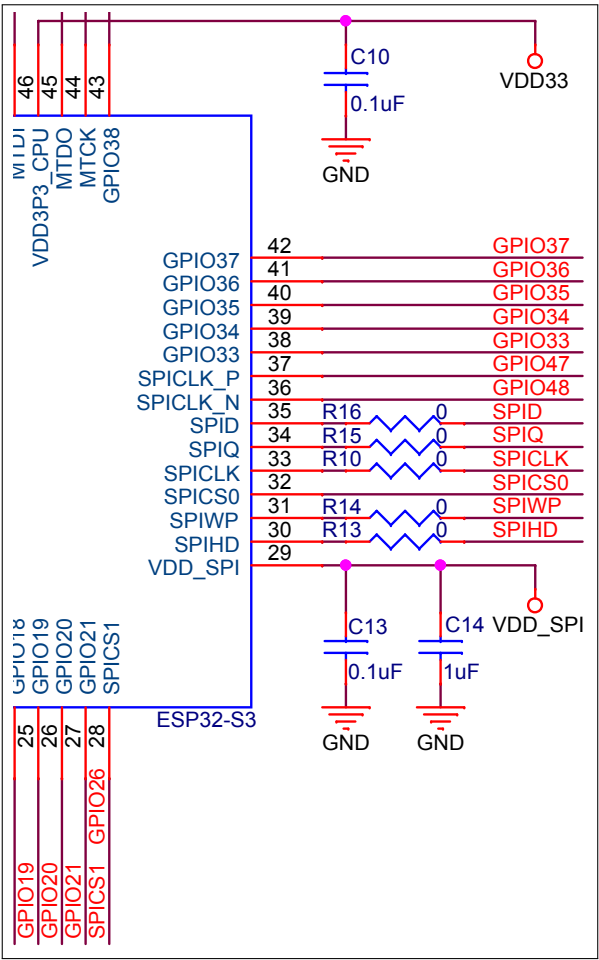 C10
0.1uF
GND
VDD33
46
45
44
43
MTDI
VDD3P3_CPU
MTDO
MTCK
GPIO38
GPIO37 42 GPIO37
GPIO36 41 GPIO36
GPIO35 40 GPIO35
GPIO34 39 GPIO34
GPIO33 38 GPIO33
SPICLK_P 37 GPIO47
SPICLK_N 36 GPIO48
SPID 35 R16 0 SPID
SPIQ 34 R15 0 SPIQ
SPICLK 33 R10 0 SPICLK
SPICS0 32 SPICS0
SPIWP 31 R14 0 SPIWP
SPIHD 30 R13 0 SPIHD
VDD_SPI 29
C13
0.1uF
GND
C14
1uF
GND
VDD_SPI
GPIO18
GPIO19
GPIO20
GPIO21
SPICS1
ESP32-S3
25
26
27
28
GPIO19
GPIO20
GPIO21
SPICS1 GPIO26